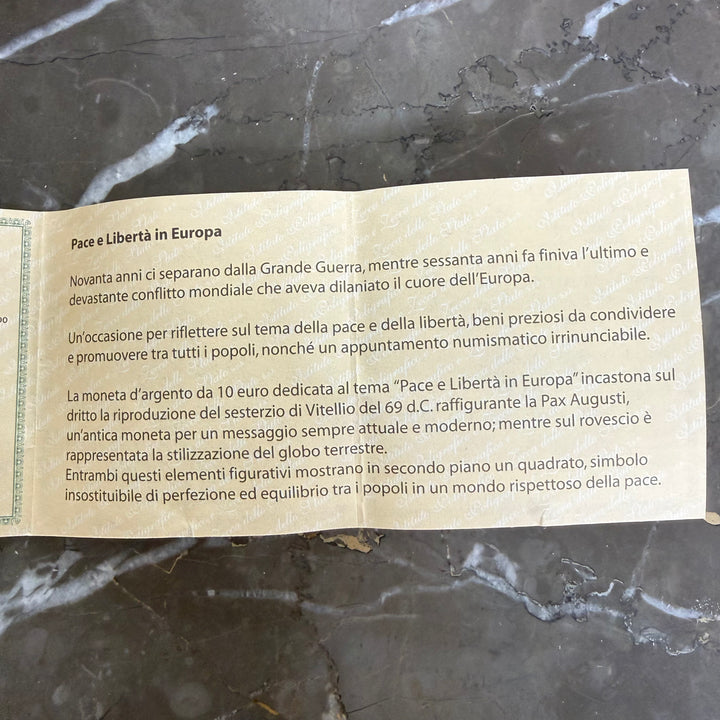 Pace e Libertà in Europa
Novanta anni ci separano dalla Grande Guerra, mentre sessanta anni fa finiva l'ultimo e
devastante conflitto mondiale che aveva dilaniato il cuore dell'Europa.
Un'occasione per riflettere sul tema della pace e della libertà, beni preziosi da condividere
e promuovere tra tutti i popoli, nonché un appuntamento numismatico irrinunciabile.
La moneta d'argento da 10 euro dedicata al tema "Pace e Libertà in Europa" incastona sul
dritto la riproduzione del sesterzio di Vitellio del 69 d.C. raffigurante la Pax Augusti,
un'antica moneta per un messaggio sempre attuale e moderno; mentre sul rovescio è
rappresentata la stilizzazione del globo terrestre.
Entrambi questi elementi figurativi mostrano in secondo piano un quadrato, simbolo
insostituibile di perfezione ed equilibrio tra i popoli in un mondo rispettoso della pace.